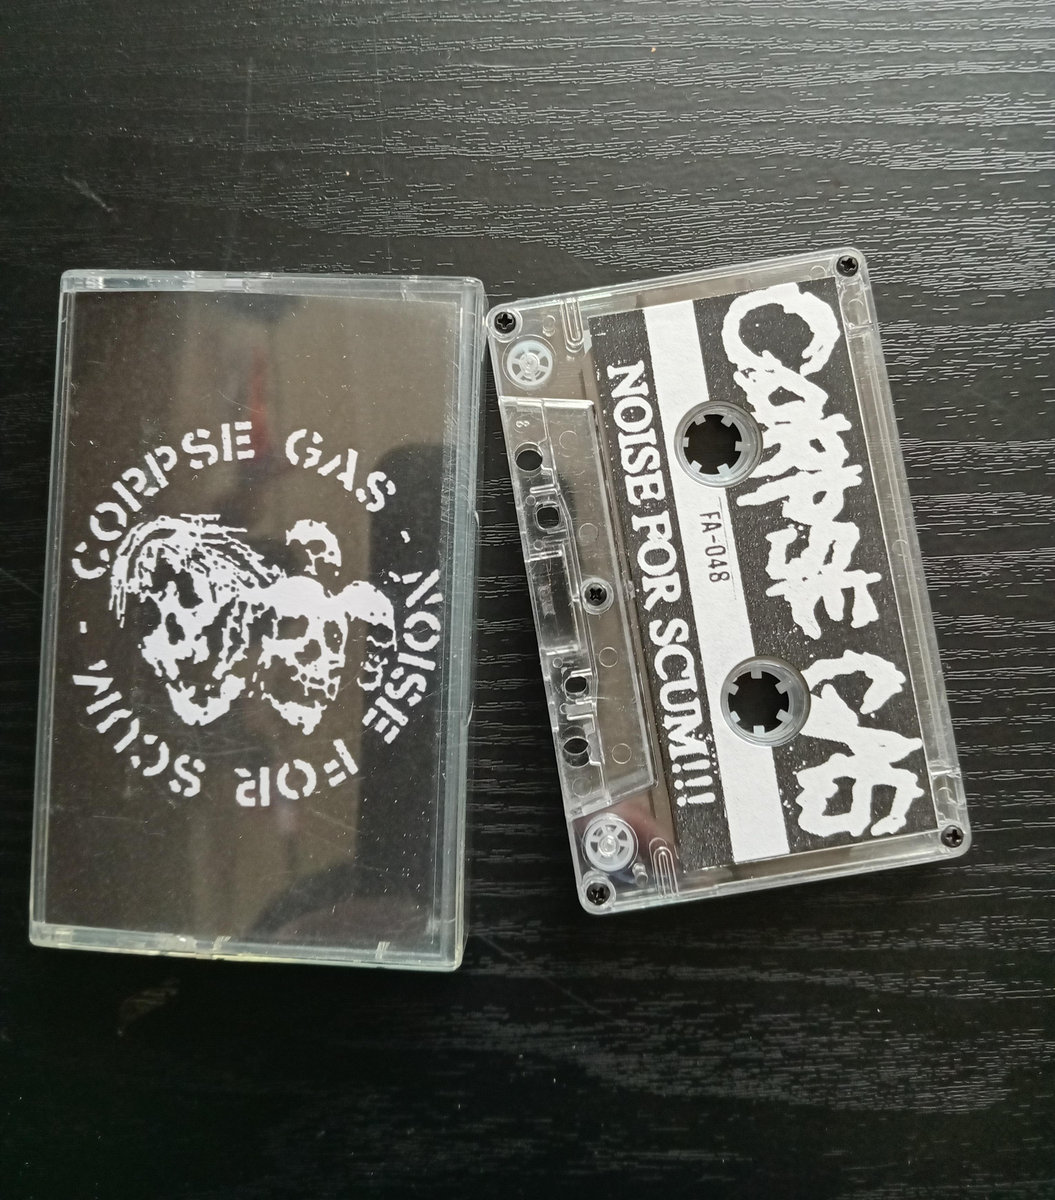 CORPSE GAS - NOISE FOR SCUM -
CORPSE GAS
FA-048
NOISE FOR SCUM!!!